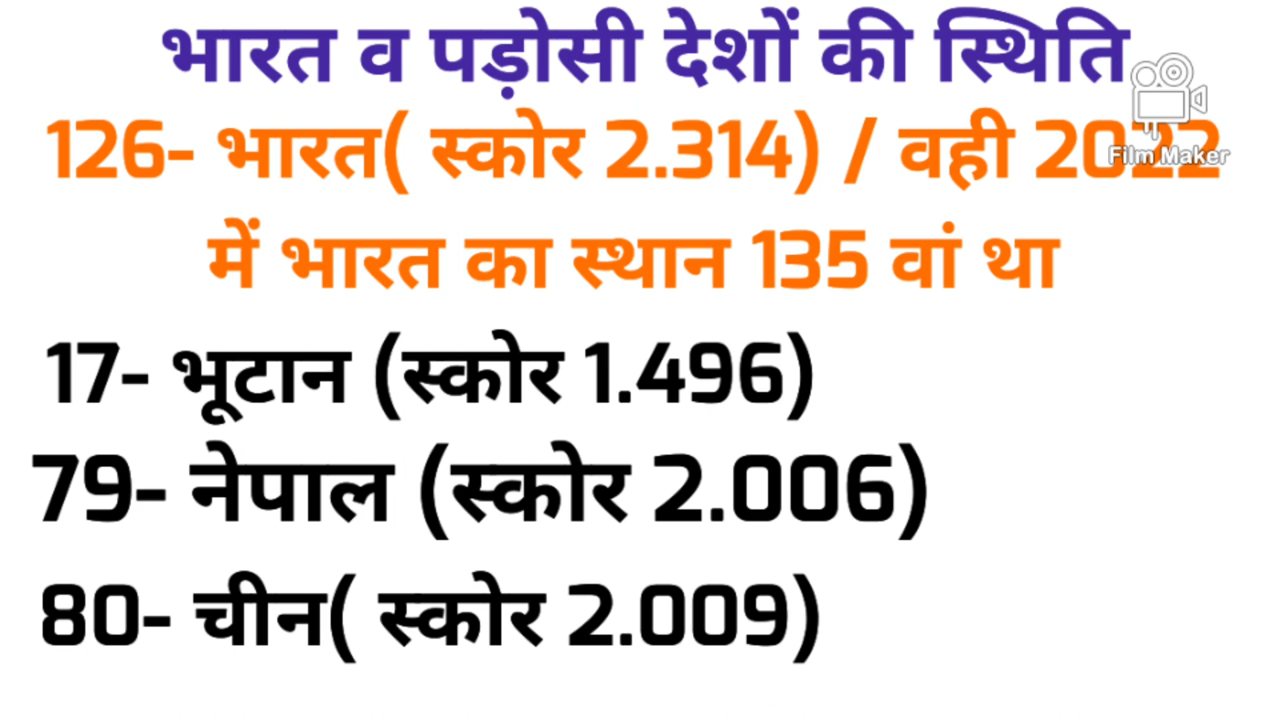 भारत व पड़ोसी देशों की स्थिति
126- भारत( स्कोर 2.314) / वही 2022
Film Maker
में भारत का स्थान 135 वां था
17- भूटान (स्कोर 1.496)
79- नेपाल (स्कोर 2.006)
80- चीन( स्कोर 2.009)